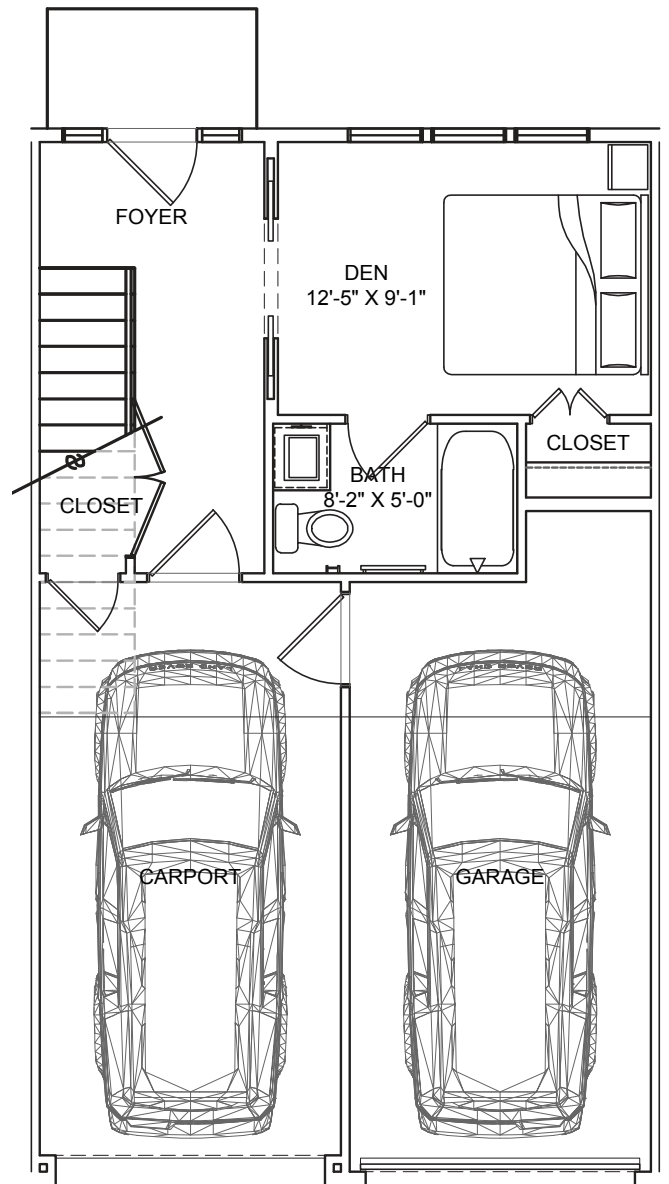 FOYER
DEN
12'-5" X 9'-1"
CLOSET
BATH
8'-2" X 5'-0"
CLOSET
CARPORT
GARAGE